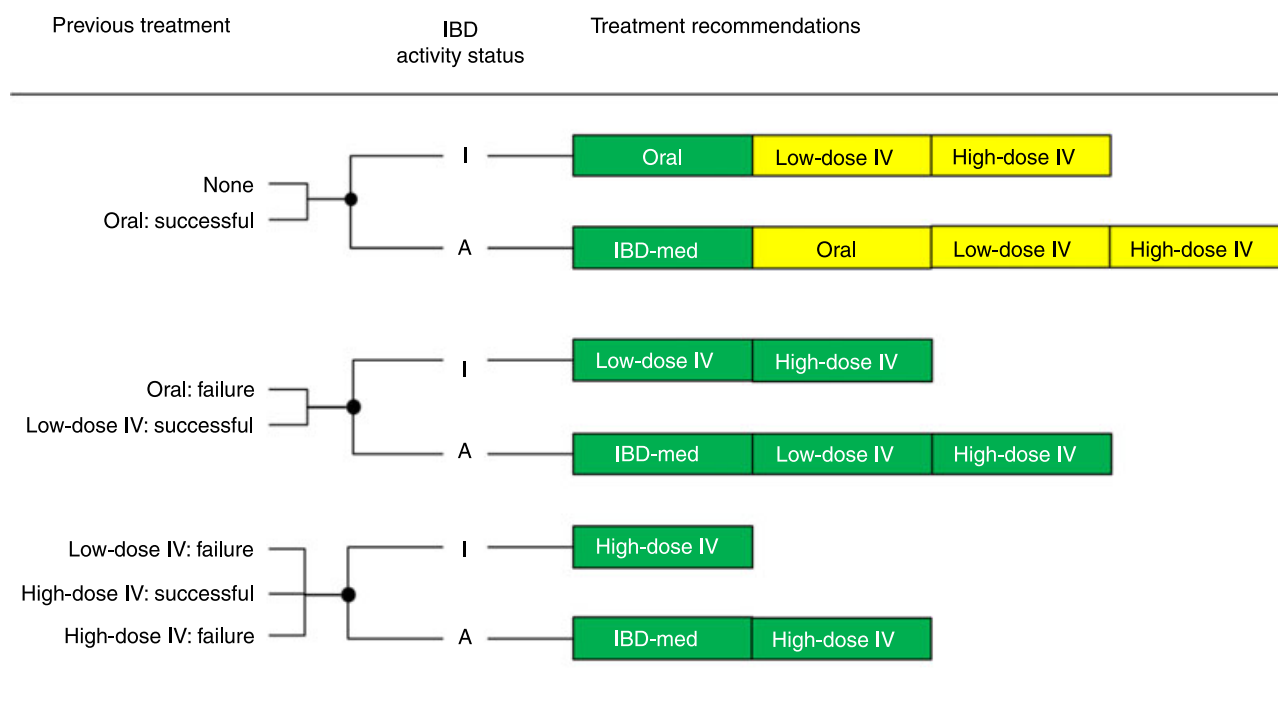 Previous treatment
IBD
activity status
Treatment recommendations
None
Oral: successful
I
Oral
Low-dose IV
High-dose IV
A
IBD-med
Oral
Low-dose IV
High-dose IV
Oral: failure
Low-dose IV: successful
I
Low-dose IV
High-dose IV
A
IBD-med
Low-dose IV
High-dose IV
Low-dose IV: failure
High-dose IV: successful
High-dose IV: failure
I
High-dose IV
A
IBD-med
High-dose IV